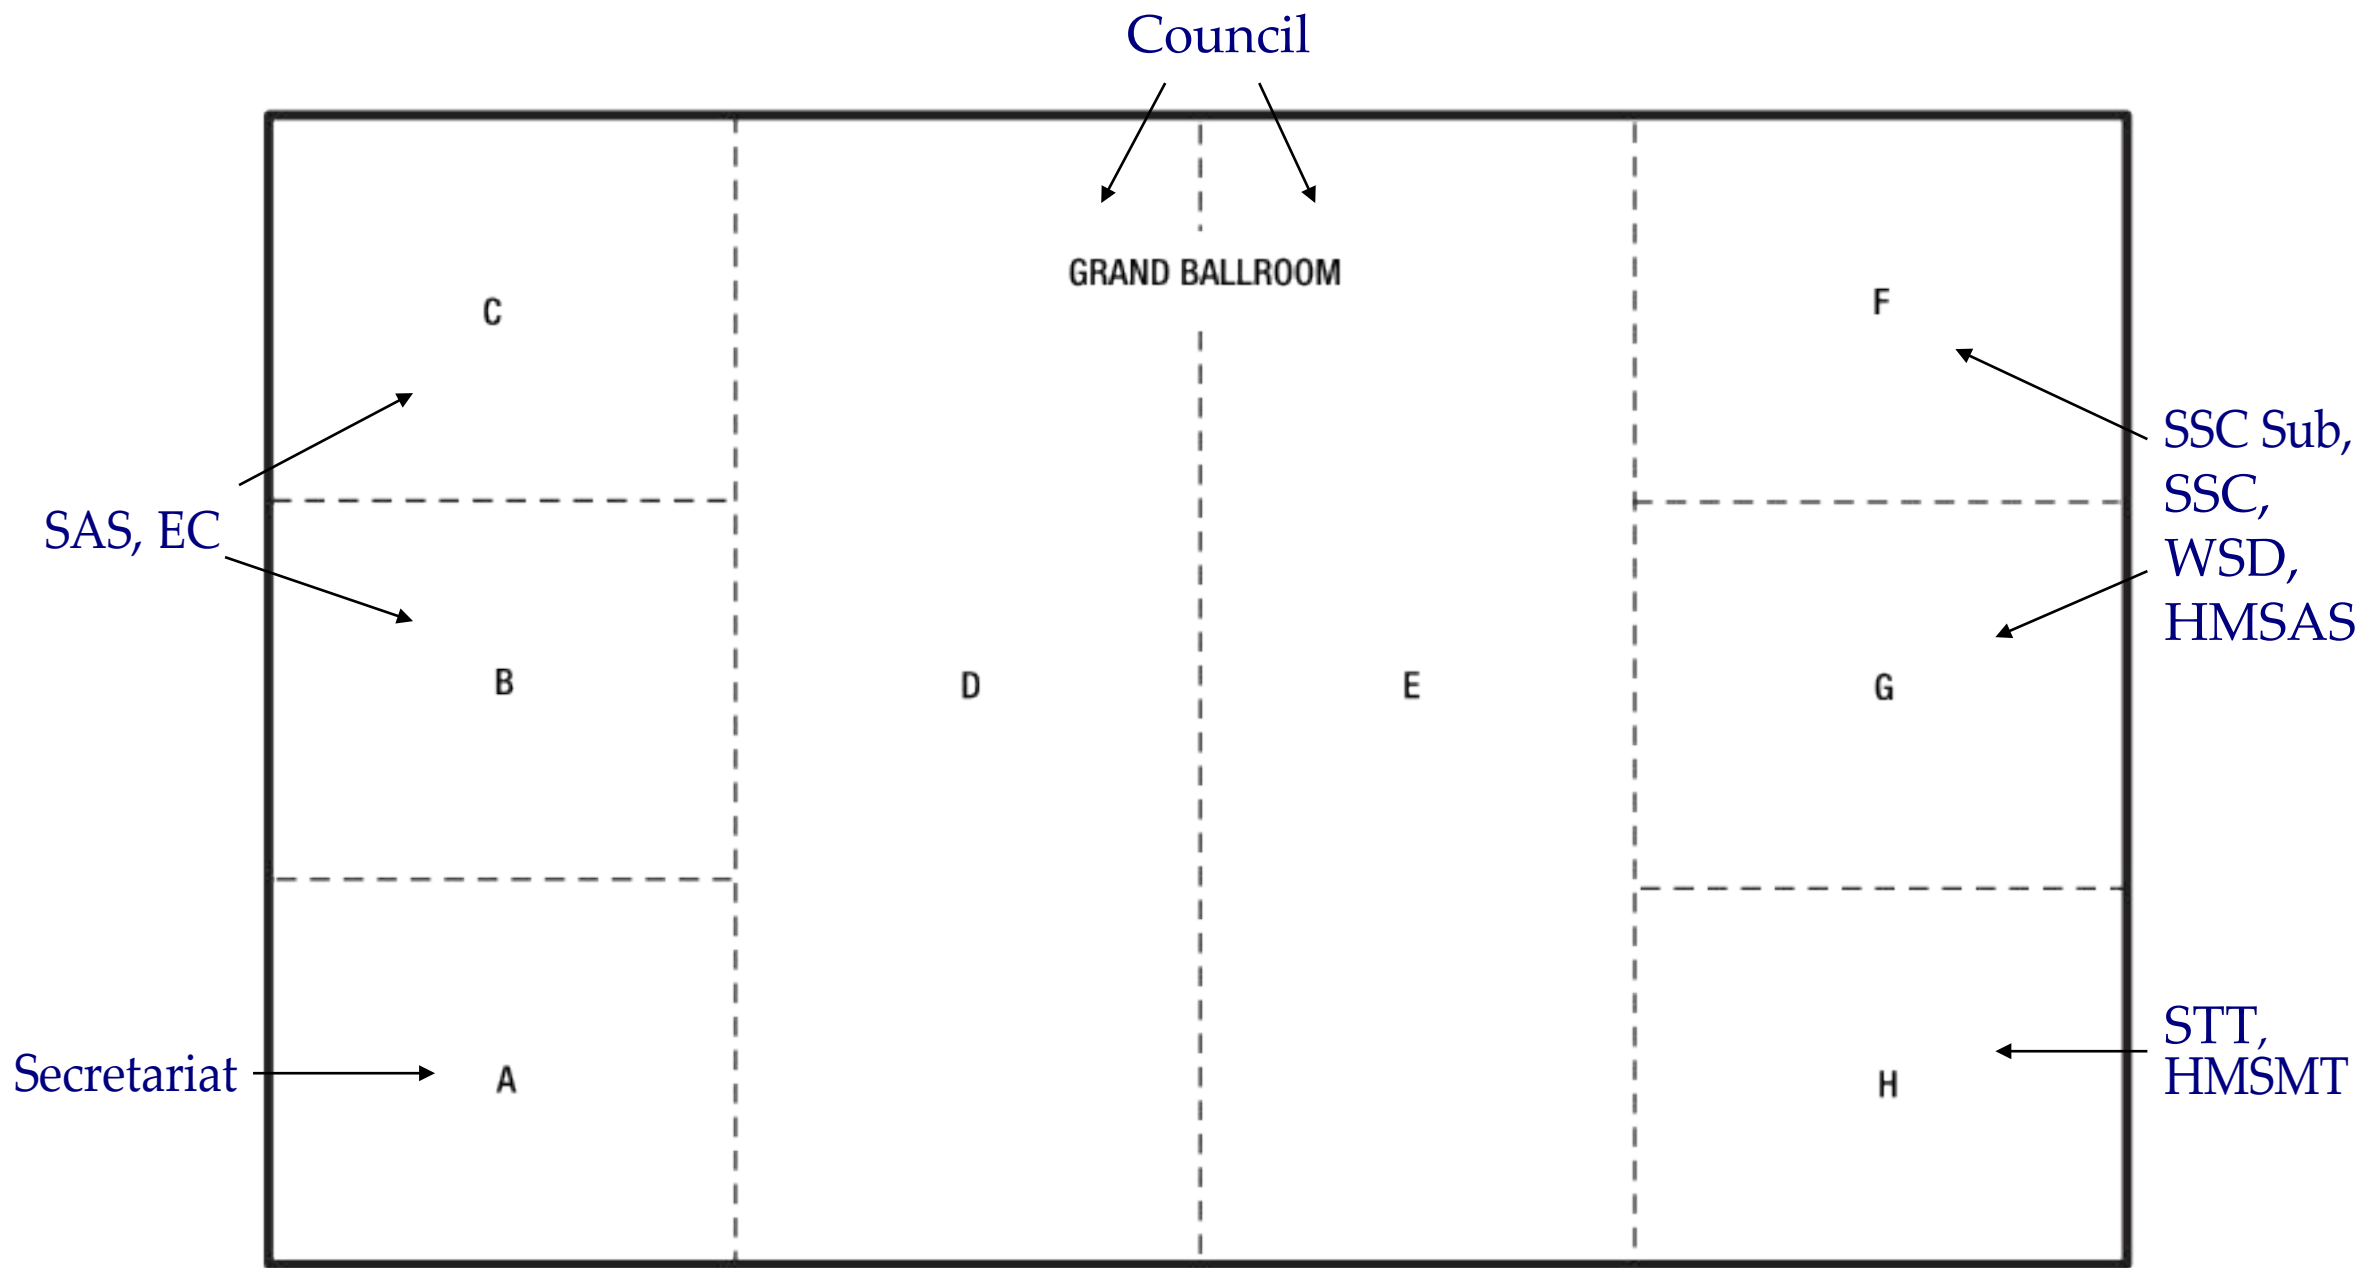 Council
GRAND BALLROOM
C
F
SSC Sub,
SSC,
WSD,
HMSAS
SAS, EC
B
D
E
G
STT,
HMSMT
Secretariat
A
H